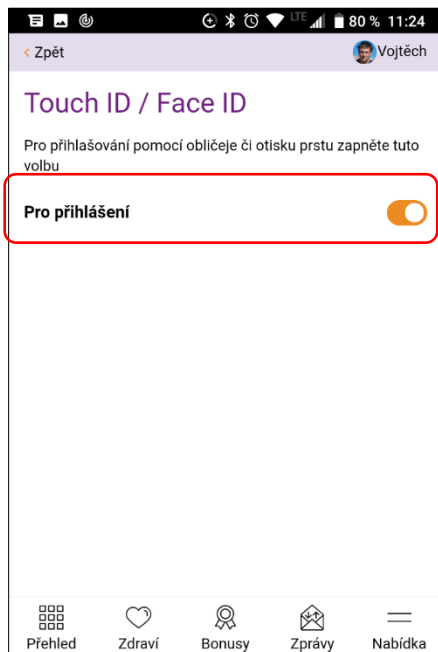 LTE 80 % 11:24
< Zpět Vojtěch
Touch ID / Face ID
Pro přihlašování pomocí obličeje či otisku prstu zapněte tuto
volbu
Pro přihlášení
Přehled Zdraví Bonusy Zprávy Nabídka